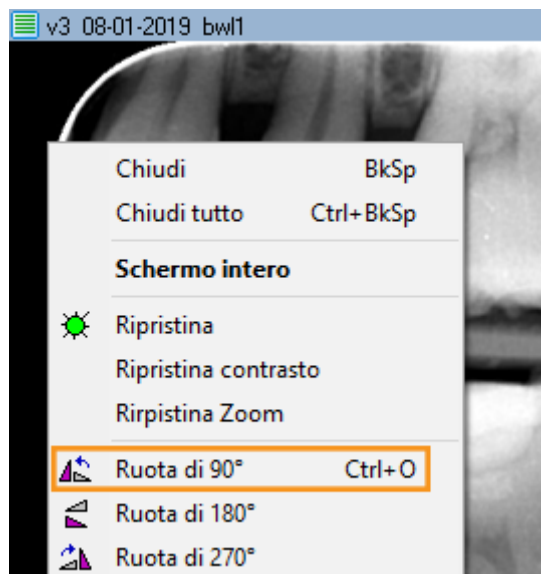 v3 08-01-2019 bwl1
Chiudi BkSp
Chiudi tutto Ctrl+BkSp
Schermo intero
Ripristina
Ripristina contrasto
Rirpistina Zoom
Ruota di 90° Ctrl+O
Ruota di 180°
Ruota di 270°